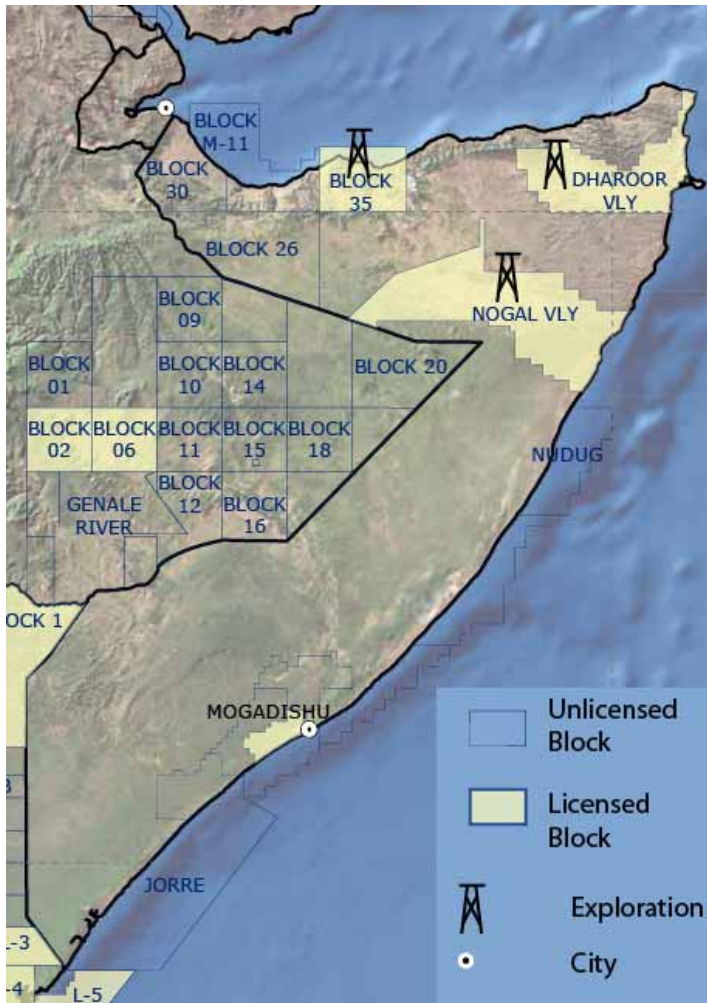 BLOCK
M-11
BLOCK
30
BLOCK
35
DHAROOR
VLY
BLOCK 26
BLOCK
09
NOGAL VLY
BLOCK
01
BLOCK
10
BLOCK
14
BLOCK 20
BLOCK
02
BLOCK
06
BLOCK
11
BLOCK
15
BLOCK
18
NUDUG
BLOCK
12
GENALE
RIVER
BLOCK
16
OCK 1
MOGADISHU
JORRE
L-3
-4
L-5
Unlicensed
Block
Licensed
Block
Exploration
City